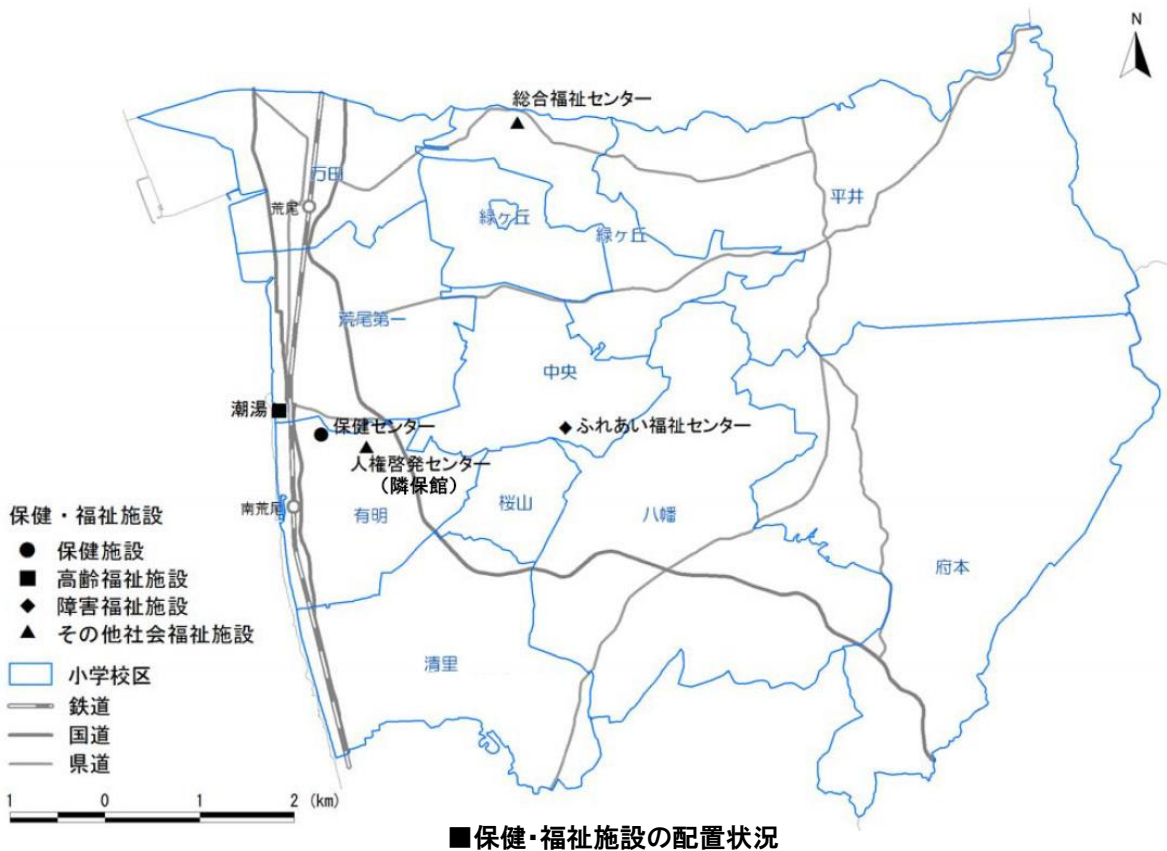 N
総合福祉センター
万田
平井
荒尾
緑ヶ丘
緑ヶ丘
荒尾第一
中央
潮湯
保健センター
ふれあい福祉センター
人権啓発センター
（隣保館）
桜山
南荒尾
有明
八幡
府本
清里
保健・福祉施設
保健施設
高齢福祉施設
障害福祉施設
その他社会福祉施設
小学校区
鉄道
国道
県道
1 0 1 2 (km)
■保健・福祉施設の配置状況